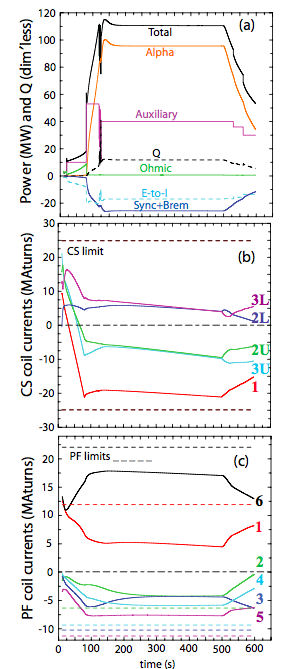 (a)
120
100
80
60
40
20
0
-20
Power (MW) and Q (dim'less)
Total
Alpha
Auxiliary
Q
Ohmic
E-to-I
Sync+Brem
30
20
10
0
-10
-20
-30
CS coil currents (MAturns)
CS limit
(b)
3L
2L
2U
3U
1
20
15
10
5
0
-5
-10
PF coil currents (MAturns)
PF limits
(c)
6
1
2
4
3
5
0 100 200 300 400 500 600
time (s)